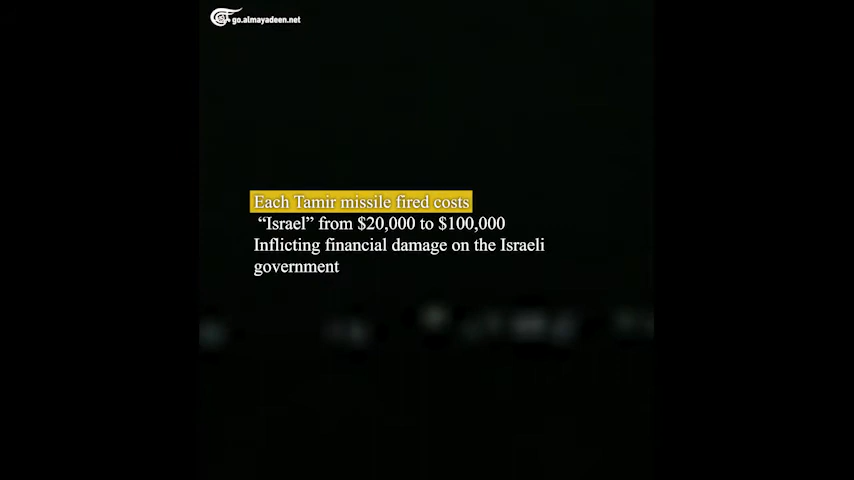 go.almayadeen.net
Each Tamir missile fired costs
“Israel” from $20,000 to $100,000
Inflicting financial damage on the Israeli
government